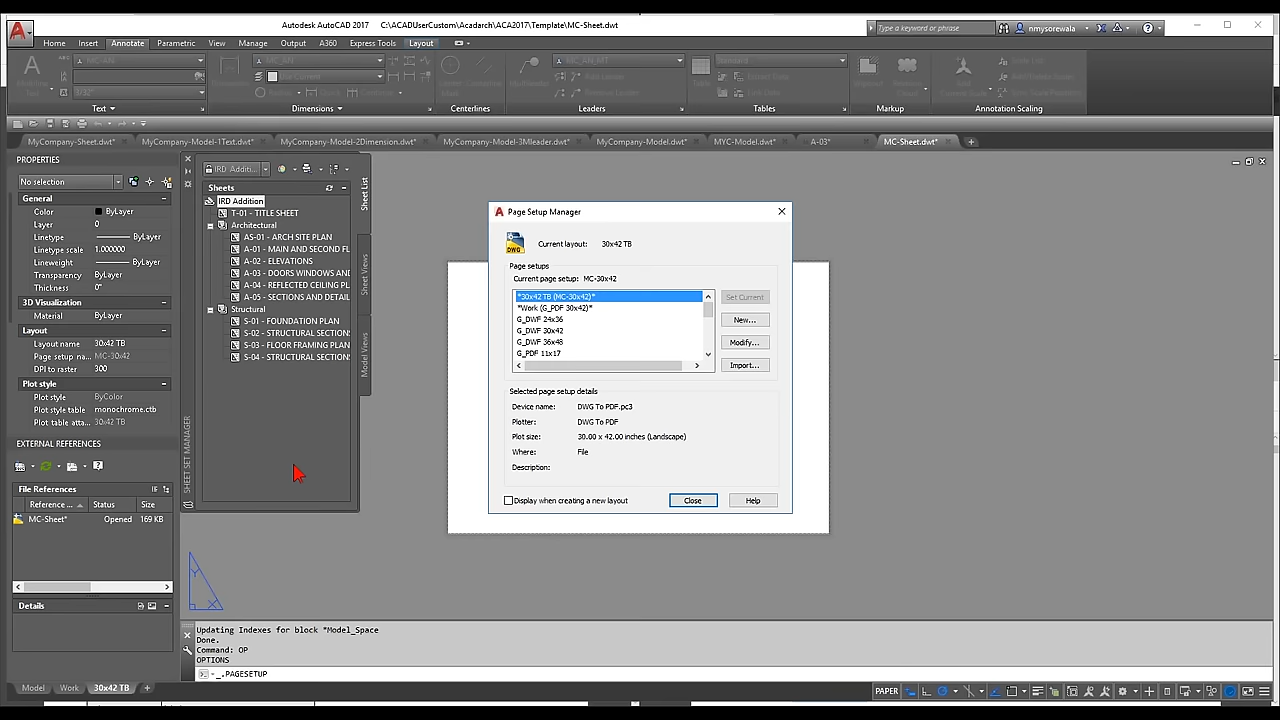 Autodesk AutoCAD 2017 C:\ACADUserCustom\Acadarch\ACA2017\Template\MC-Sheet.dwt
Type a keyword or phrase
nmysorewala
Home Insert Annotate Parametric View Manage Output A360 Express Tools Layout
Use Current
Standard
1/32"
Text Dimensions Centerlines Leaders Tables Markup Annotation Scaling
MyCompany-Sheet.dwt* MyCompany-Model-1Text.dwt* MyCompany-Model-2Dimension.dwt* MyCompany-Model-3Mleader.dwt* MyCompany-Model.dwt* MYC-Model.dwt* A-03* MC-Sheet.dwt*
PROPERTIES
No selection
General
Color ByLayer
Layer 0
Linetype ByLayer
Linetype scale 1.000000
Lineweight ByLayer
Transparency ByLayer
Thickness 0"
3D Visualization
Material ByLayer
Layout
Layout name 30x42 TB
Page setup na... MC-30x42
DPI to raster 300
Plot style
Plot style ByColor
Plot style table monochrome.ctb
Plot table atta... 30x42 TB
EXTERNAL REFERENCES
File References
Reference ... Status Size
MC-Sheet* Opened 169 KB
Details
IRD Additi...
Sheets
IRD Addition
T-01 - TITLE SHEET
Architectural
AS-01 - ARCH SITE PLAN
A-01 - MAIN AND SECOND FL
A-02 - ELEVATIONS
A-03 - DOORS WINDOWS AN
A-04 - REFLECTED CEILING PL
A-05 - SECTIONS AND DETAIL
Structural
S-01 - FOUNDATION PLAN
S-02 - STRUCTURAL SECTION
S-03 - FLOOR FRAMING PLAN
S-04 - STRUCTURAL SECTION
Sheet List
Sheet Views
Model Views
SHEET SET MANAGER
Page Setup Manager
DWG
Current layout: 30x42 TB
Page setups
Current page setup: MC-30x42
*30x42 TB (MC-30x42)*
*Work (G_PDF 30x42)*
G_DWF 24x36
G_DWF 30x42
G_DWF 36x48
G_PDF 11x17
Set Current
New...
Modify...
Import...
Selected page setup details
Device name: DWG To PDF.pc3
Plotter: DWG To PDF
Plot size: 30.00 x 42.00 inches (Landscape)
Where: File
Description:
Display when creating a new layout
Close
Help
Y
X
Updating Indexes for block *Model_Space
Done.
Command: OP
OPTIONS
-_.PAGESETUP
Model Work 30x42 TB +
PAPER